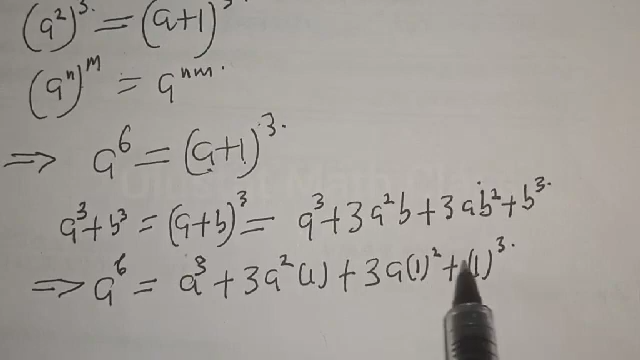 (a²)³ = (a+1)³
(aⁿ)ᵐ = aⁿᵐ.
⇒ a⁶ = (a+1)³.
a³+b³ = (a+b)³ = a³+3a²b+3ab²+b³.
⇒ a⁶ = a³ + 3a²(1) + 3a(1)² + (1)³.